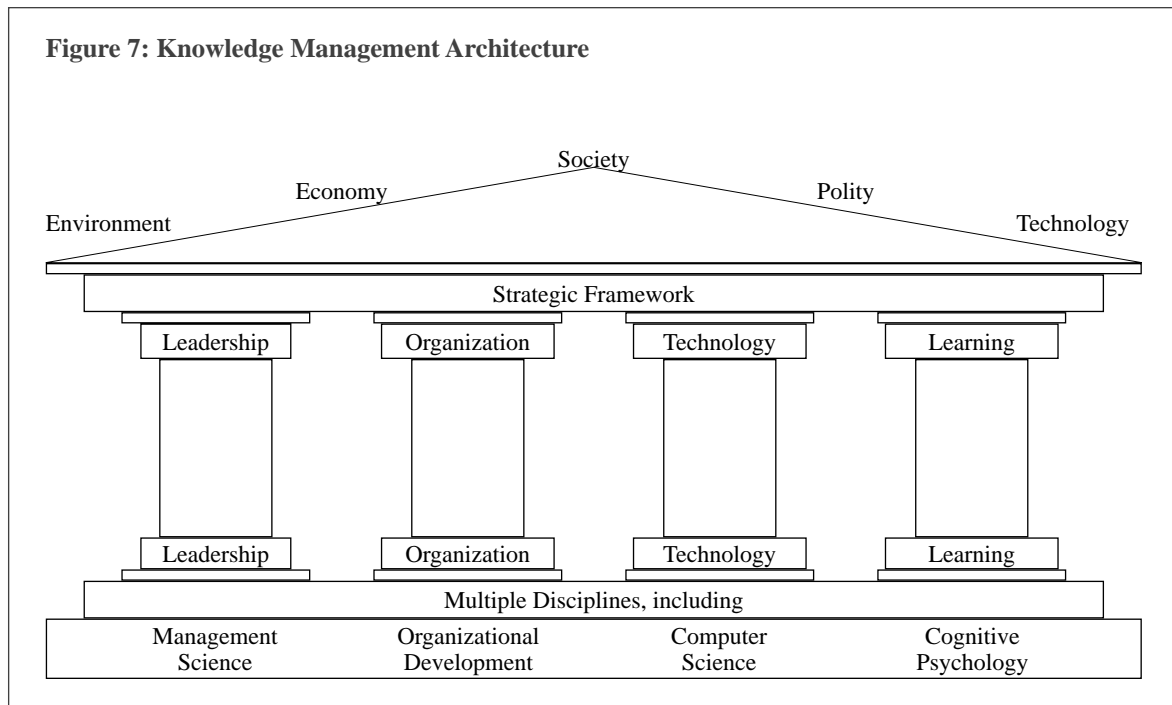 Figure 7: Knowledge Management Architecture
Society
Economy
Polity
Environment
Technology
Strategic Framework
Leadership
Organization
Technology
Learning
Leadership
Organization
Technology
Learning
Multiple Disciplines, including
Management
Science
Organizational
Development
Computer
Science
Cognitive
Psychology